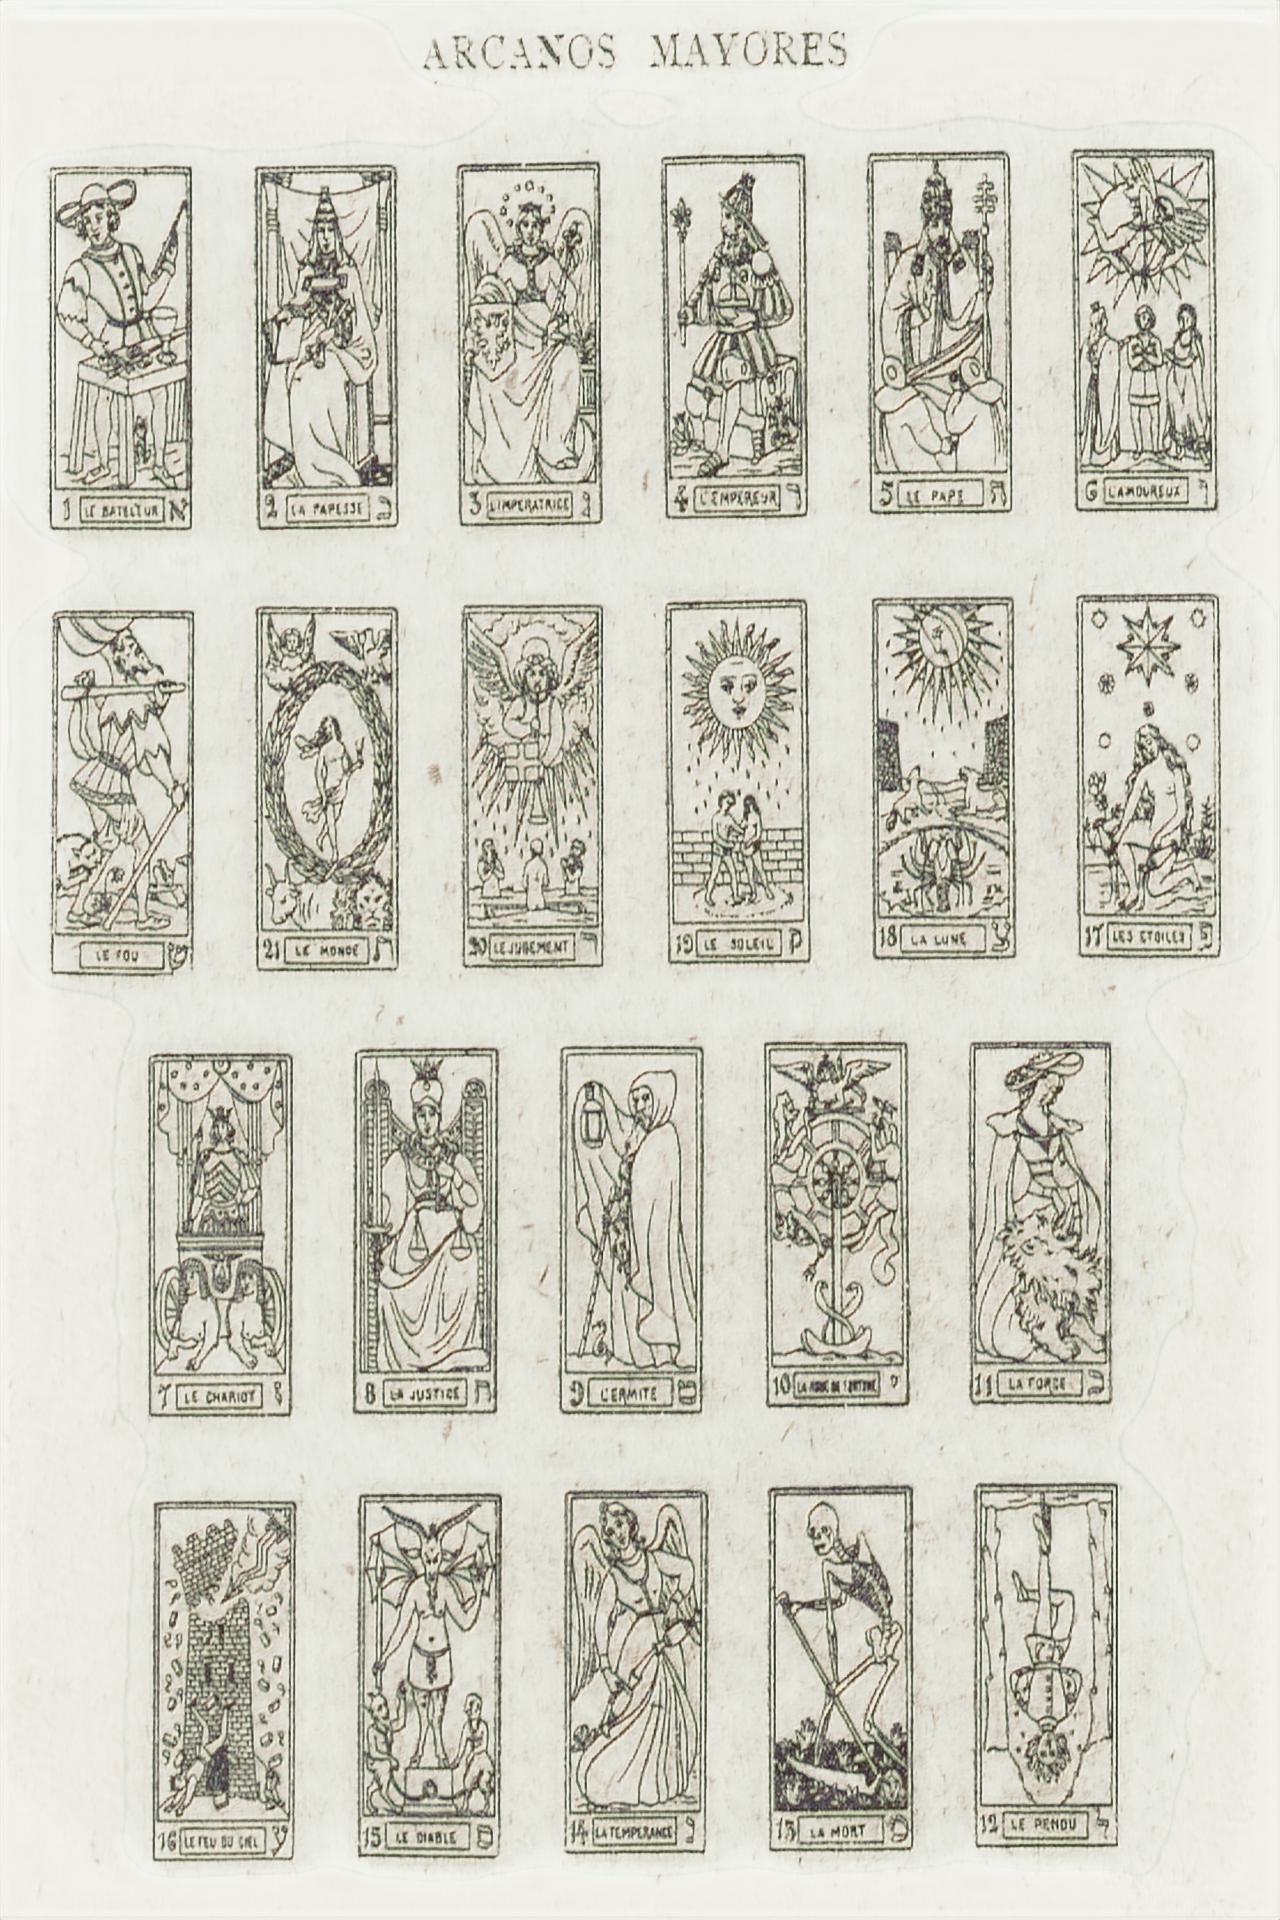 ARCANOS MAYORES
1 LE BATELEUR א
2 LA PAPESSE ב
3 L'IMPERATRICE ג
4 L'EMPEREUR ד
5 LE PAPE ה
6 L'AMOUREUX ו
LE FOU ש
21 LE MONDE ת
20 LE JUGEMENT ר
19 LE SOLEIL ק
18 LA LUNE צ
17 LES ETOILES פ
7 LE CHARIOT ז
8 LA JUSTICE ח
9 L'ERMITE ט
10 LA ROUE DE FORTUNE י
11 LA FORCE כ
16 LE FEU DU CIEL ע
15 LE DIABLE ס
14 LA TEMPERANCE נ
13 LA MORT מ
12 LE PENDU ל